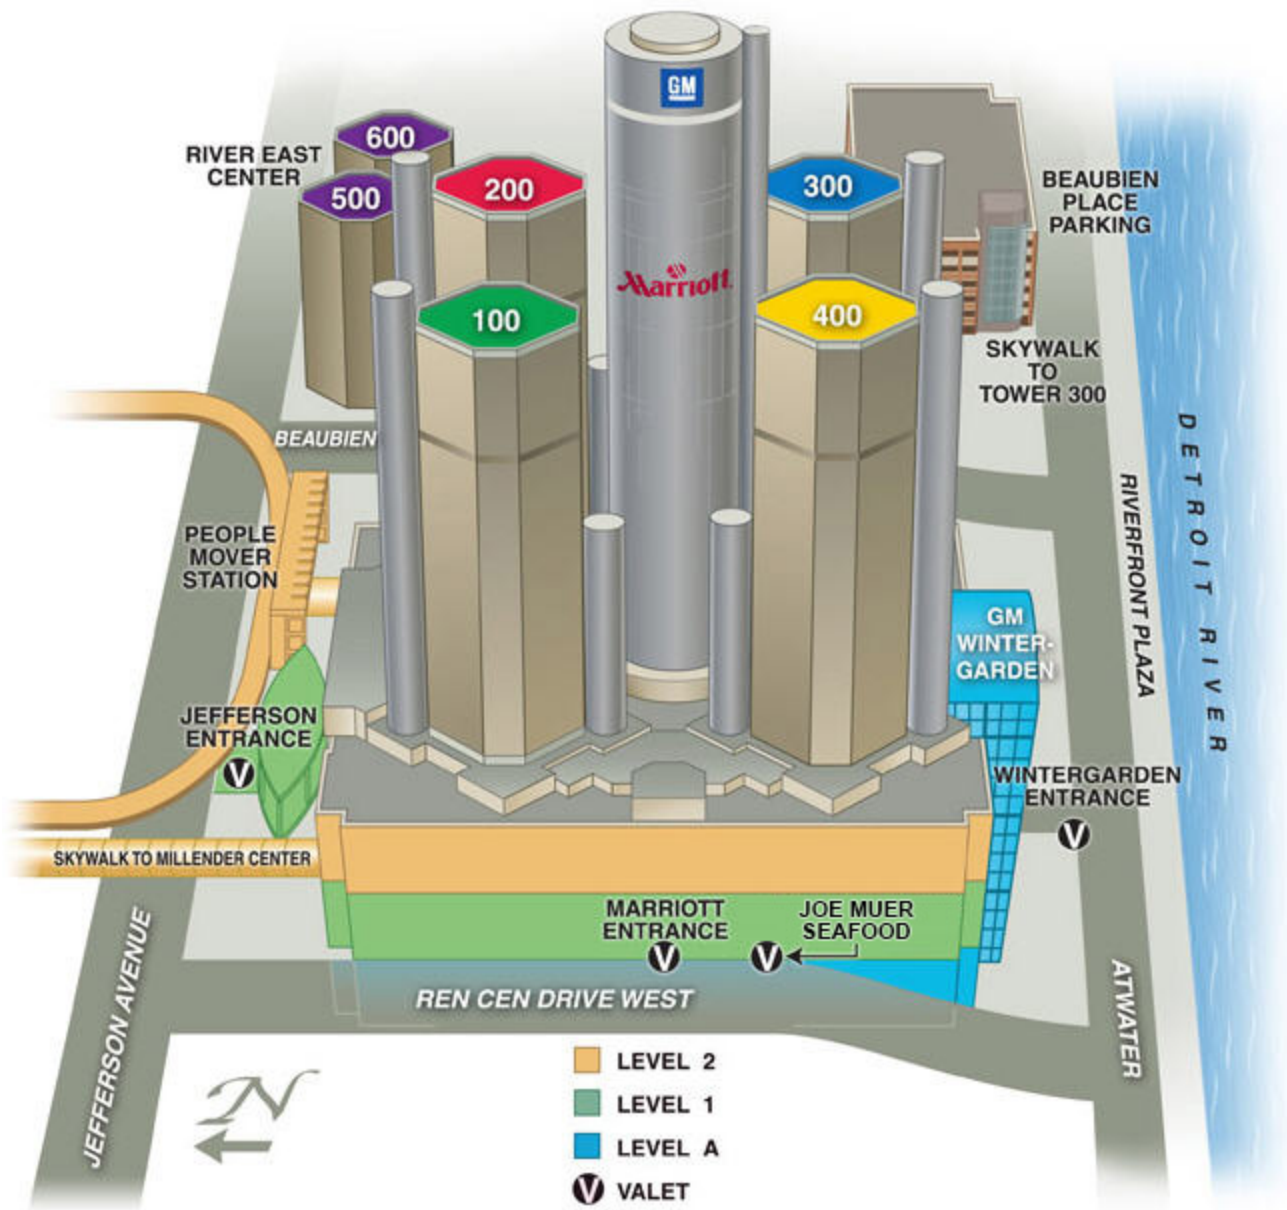 GM
600
RIVER EAST
CENTER
500
200
300
BEAUBIEN
PLACE
PARKING
Marriott
100
400
SKYWALK
TO
TOWER 300
BEAUBIEN
DETROIT RIVER
RIVERFRONT PLAZA
PEOPLE
MOVER
STATION
GM
WINTER-
GARDEN
JEFFERSON
ENTRANCE
V
WINTERGARDEN
ENTRANCE
V
SKYWALK TO MILLENDER CENTER
MARRIOTT
ENTRANCE
V
JOE MUER
SEAFOOD
V
JEFFERSON AVENUE
REN CEN DRIVE WEST
ATWATER
N
LEVEL 2
LEVEL 1
LEVEL A
V VALET